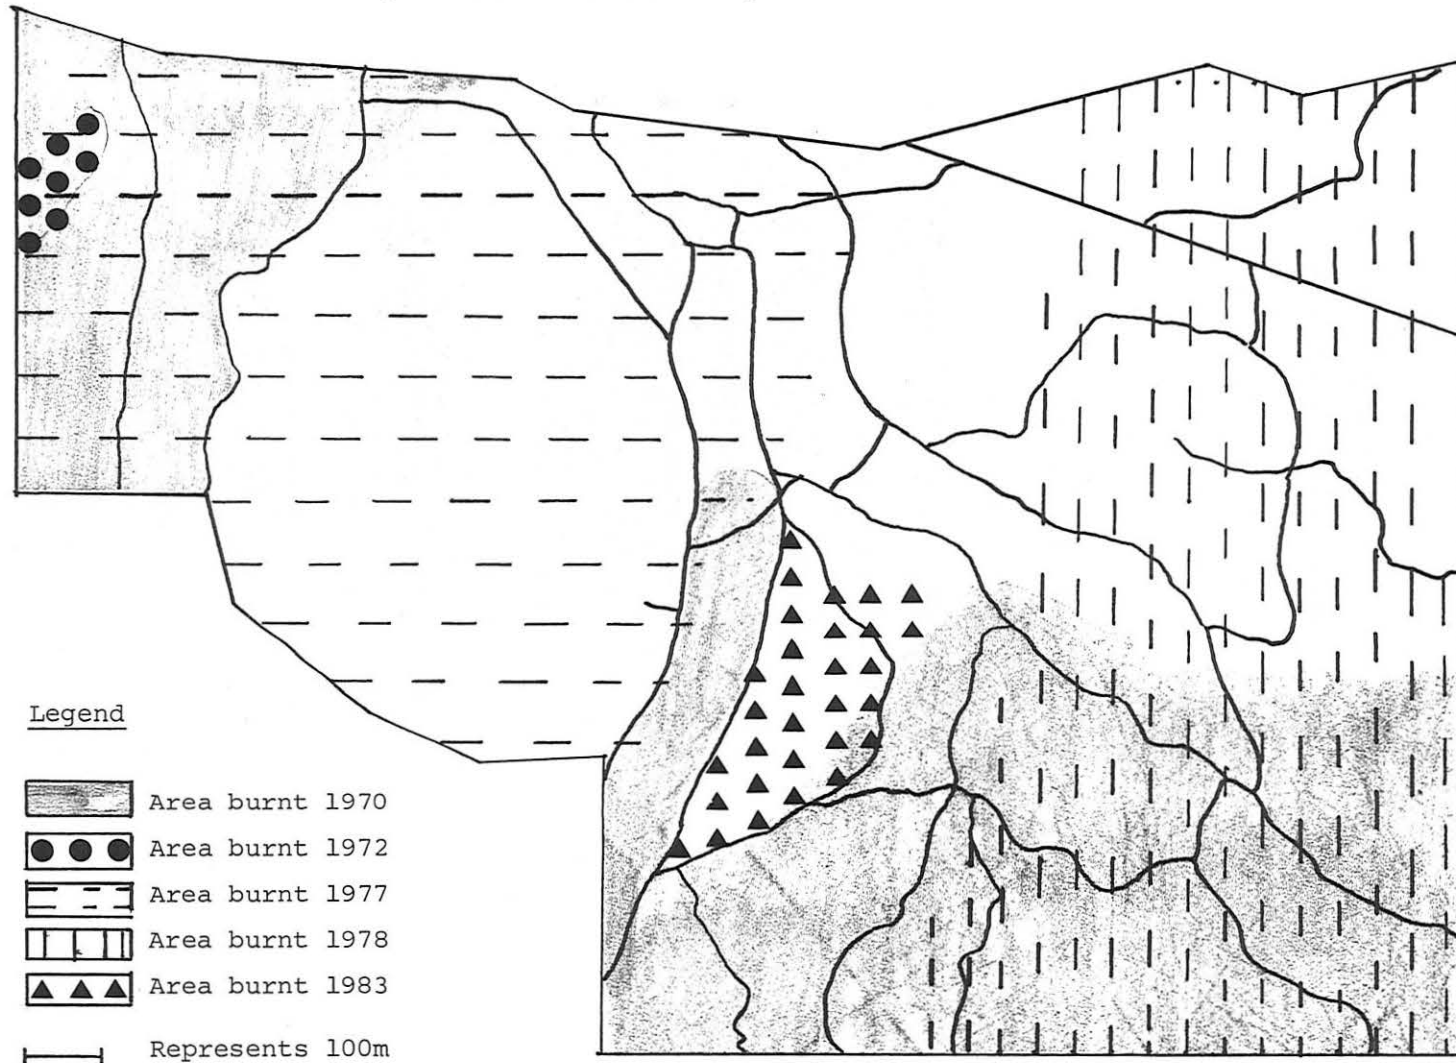 Legend
Area burnt 1970
Area burnt 1972
Area burnt 1977
Area burnt 1978
Area burnt 1983
Represents 100m